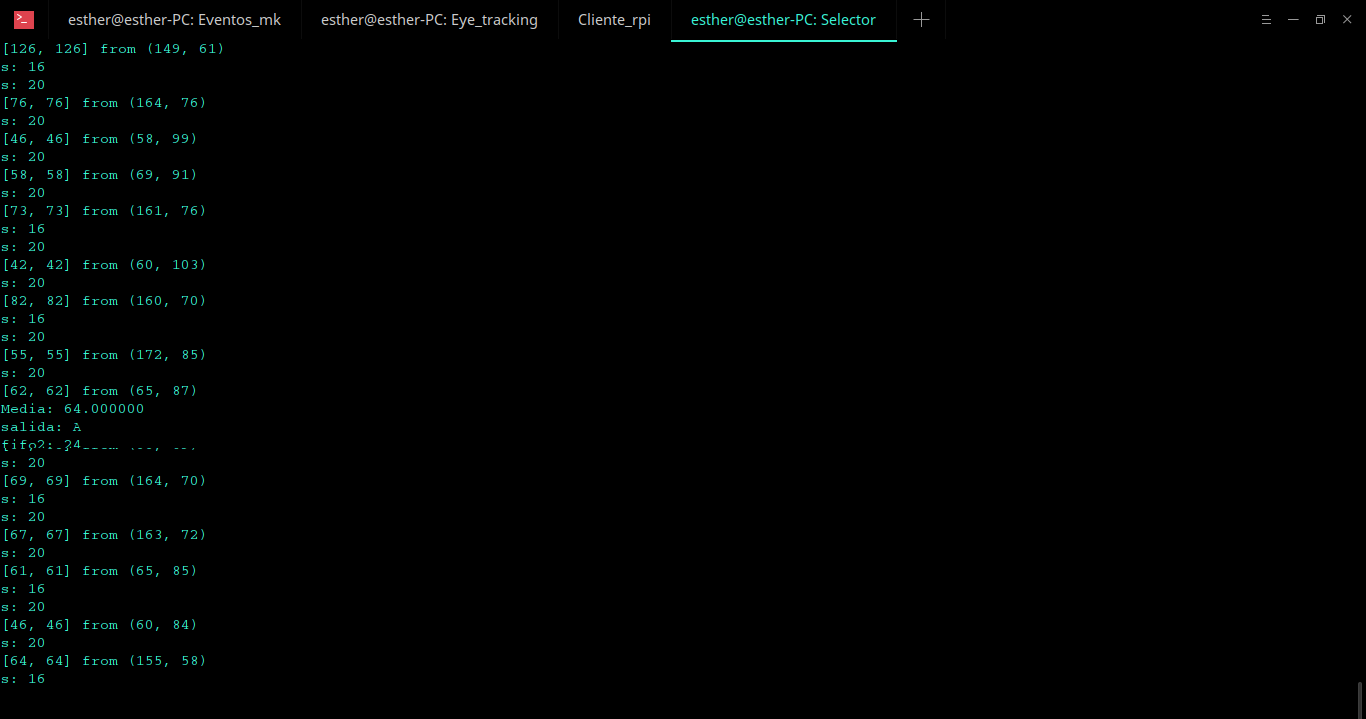 esther@esther-PC: Eventos_mk
esther@esther-PC: Eye_tracking
Cliente_rpi
esther@esther-PC: Selector
[126, 126] from (149, 61)
s: 16
s: 20
[76, 76] from (164, 76)
s: 20
[46, 46] from (58, 99)
s: 20
[58, 58] from (69, 91)
s: 20
[73, 73] from (161, 76)
s: 16
s: 20
[42, 42] from (60, 103)
s: 20
[82, 82] from (160, 70)
s: 16
s: 20
[55, 55] from (172, 85)
s: 20
[62, 62] from (65, 87)
Media: 64.000000
salida: A
fifo2: 24
s: 20
[69, 69] from (164, 70)
s: 16
s: 20
[67, 67] from (163, 72)
s: 20
[61, 61] from (65, 85)
s: 16
s: 20
[46, 46] from (60, 84)
s: 20
[64, 64] from (155, 58)
s: 16